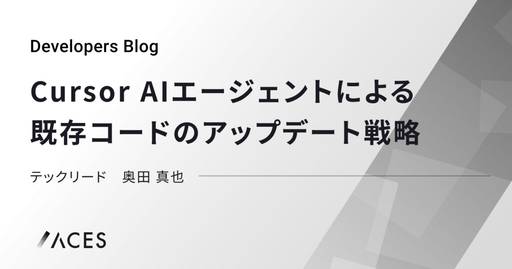 Developers Blog
Cursor AIエージェントによる
既存コードのアップデート戦略
テックリード　奥田 真也
ACES